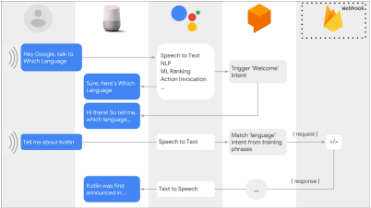 Webhook
Hey Google, talk to
Which Language
Speech to Text
NLP
ML Ranking
Action Invocation
...
Trigger 'Welcome'
Intent
Sure, here's Which
Language
Hi there! So tell me,
which language...
Tell me about Kotlin
Speech to Text
Match 'language'
intent from training
phrases
{ request }
</>
Kotlin was first
announced in...
Text to Speech
...
{ response }